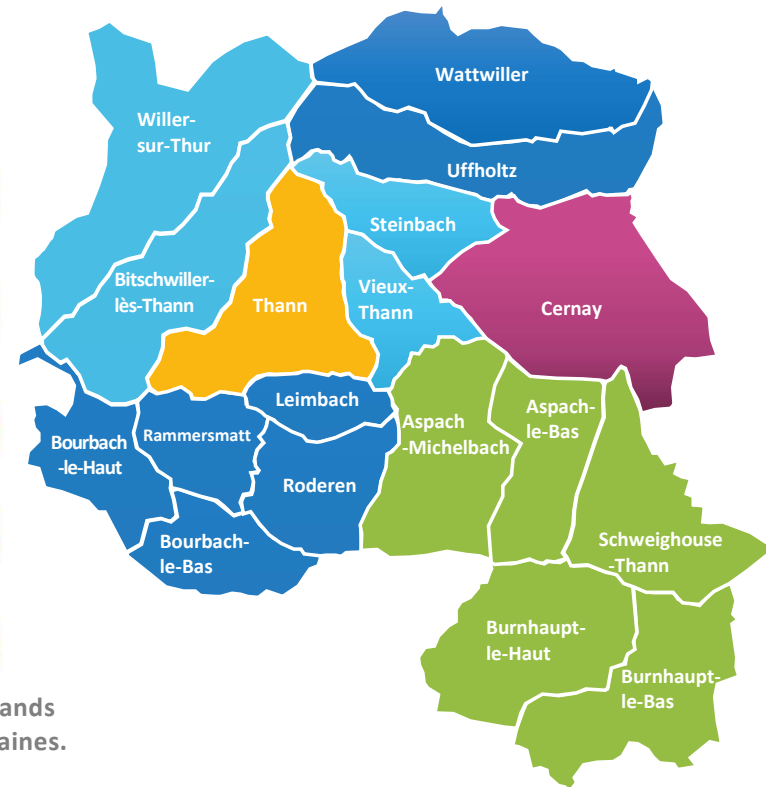 Wattwiller
Willer-
sur-Thur
Uffholtz
Steinbach
Bitschwiller-
lès-Thann
Thann
Vieux-
Thann
Cernay
Leimbach
Aspach
-Michelbach
Aspach-
le-Bas
Bourbach
-le-Haut
Rammersmatt
Roderen
Bourbach-
le-Bas
Schweighouse
-Thann
Burnhaupt-
le-Haut
Burnhaupt-
le-Bas
ands
aines.